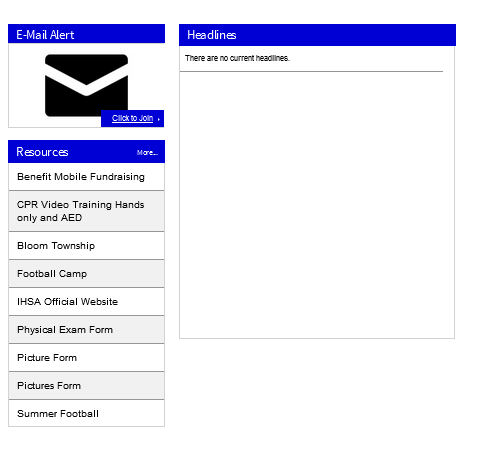 E-Mail Alert
Click to Join
Resources More...
Benefit Mobile Fundraising
CPR Video Training Hands
only and AED
Bloom Township
Football Camp
IHSA Official Website
Physical Exam Form
Picture Form
Pictures Form
Summer Football
Headlines
There are no current headlines.